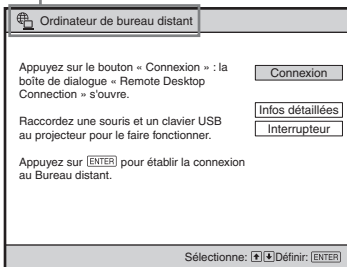 Ordinateur de bureau distant
Appuyez sur le bouton « Connexion » : la
boîte de dialogue « Remote Desktop
Connection » s'ouvre.
Connexion
Raccordez une souris et un clavier USB
au projecteur pour le faire fonctionner.
Infos détaillées
Interrupteur
Appuyez sur ENTER pour établir la connexion
au Bureau distant.
Sélectionne: Définir: ENTER